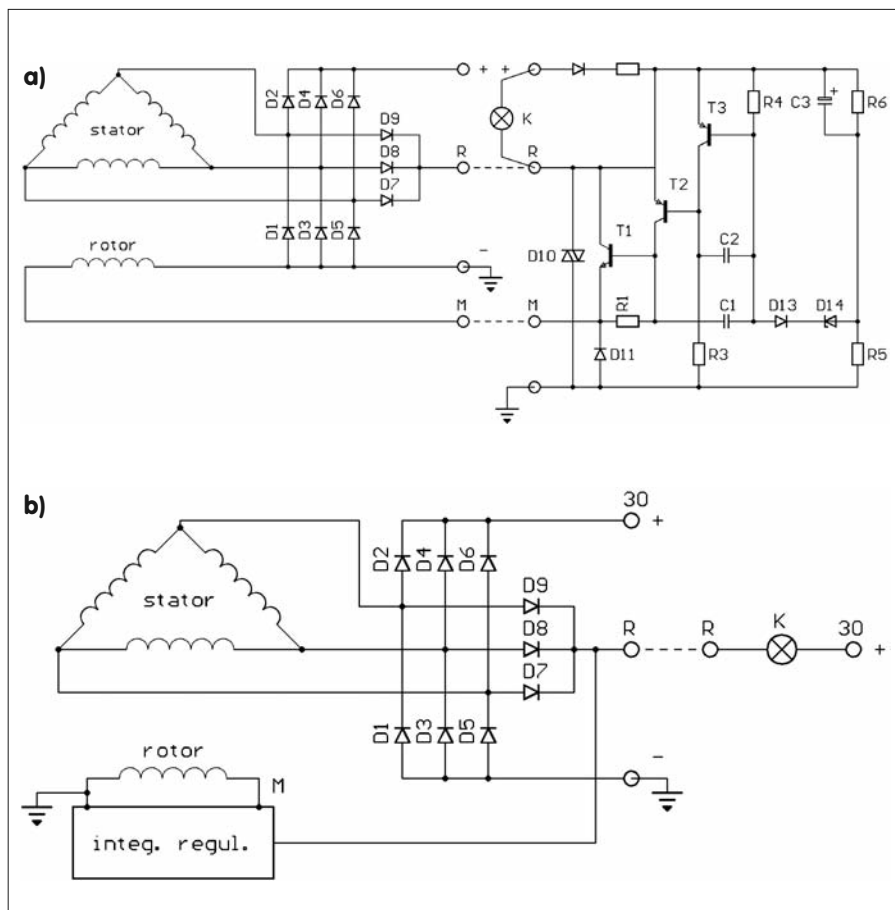 a)
stator
rotor
D2
D4
D6
D9
D8
D7
D1
D3
D5
+ +
K
R R
-
M M
D10
D11
T1
T2
T3
R1
R3
R4
R5
R6
C1
C2
C3 +
D13
D14
b)
stator
rotor
M
integ. regul.
D2
D4
D6
D9
D8
D7
D1
D3
D5
30
+
R R
K
30
+
-